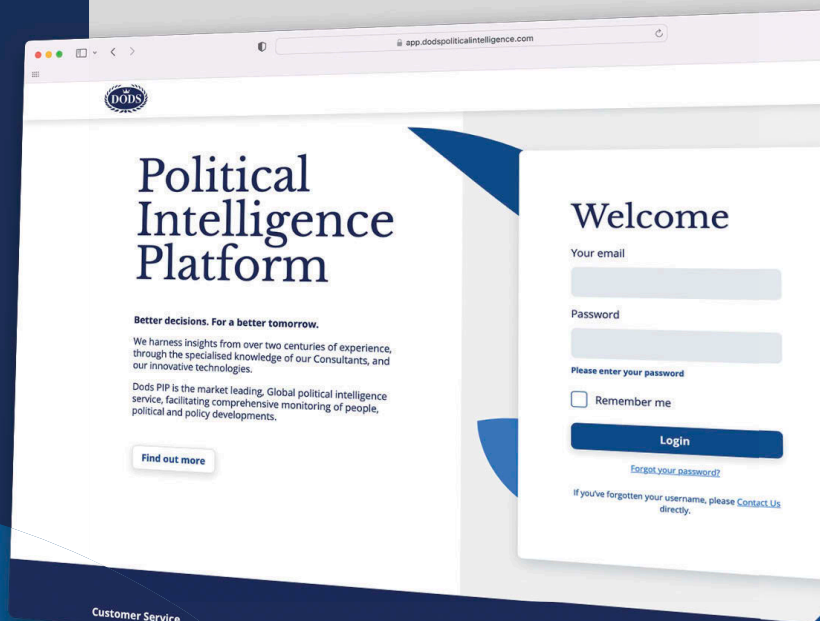 app.dodspoliticalintelligence.com
DODS
Political
Intelligence
Platform
Better decisions. For a better tomorrow.
We harness insights from over two centuries of experience,
through the specialised knowledge of our Consultants, and
our innovative technologies.
Dods PIP is the market leading, Global political intelligence
service, facilitating comprehensive monitoring of people,
political and policy developments.
Find out more
Welcome
Your email
Password
Please enter your password
Remember me
Login
Forgot your password?
If you've forgotten your username, please Contact Us
directly.
Customer Service